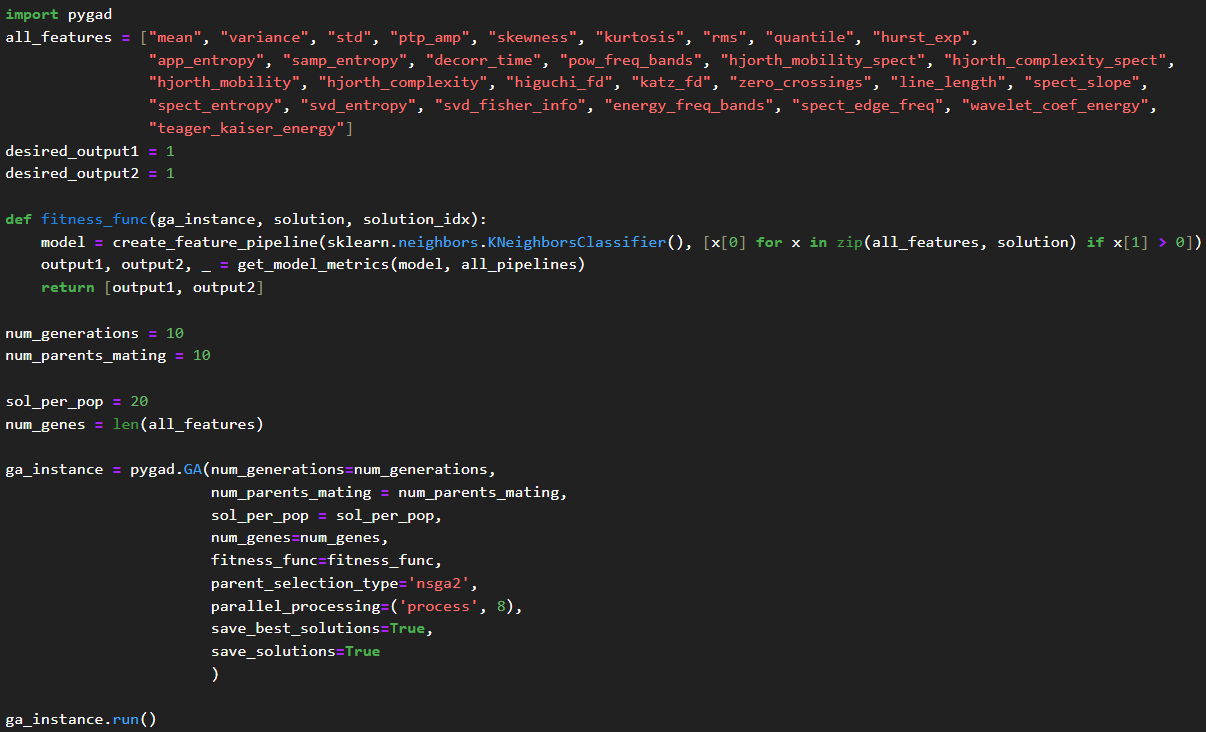 import pygad
all_features = ["mean", "variance", "std", "ptp_amp", "skewness", "kurtosis", "rms", "quantile", "hurst_exp",
                "app_entropy", "samp_entropy", "decorr_time", "pow_freq_bands", "hjorth_mobility_spect", "hjorth_complexity_spect",
                "hjorth_mobility", "hjorth_complexity", "higuchi_fd", "katz_fd", "zero_crossings", "line_length", "spect_slope",
                "spect_entropy", "svd_entropy", "svd_fisher_info", "energy_freq_bands", "spect_edge_freq", "wavelet_coef_energy",
                "teager_kaiser_energy"]
desired_output1 = 1
desired_output2 = 1

def fitness_func(ga_instance, solution, solution_idx):
    model = create_feature_pipeline(sklearn.neighbors.KNeighborsClassifier(), [x[0] for x in zip(all_features, solution) if x[1] > 0])
    output1, output2, _ = get_model_metrics(model, all_pipelines)
    return [output1, output2]

num_generations = 10
num_parents_mating = 10

sol_per_pop = 20
num_genes = len(all_features)

ga_instance = pygad.GA(num_generations=num_generations,
                       num_parents_mating = num_parents_mating,
                       sol_per_pop = sol_per_pop,
                       num_genes=num_genes,
                       fitness_func=fitness_func,
                       parent_selection_type='nsga2',
                       parallel_processing=('process', 8),
                       save_best_solutions=True,
                       save_solutions=True
                       )

ga_instance.run()